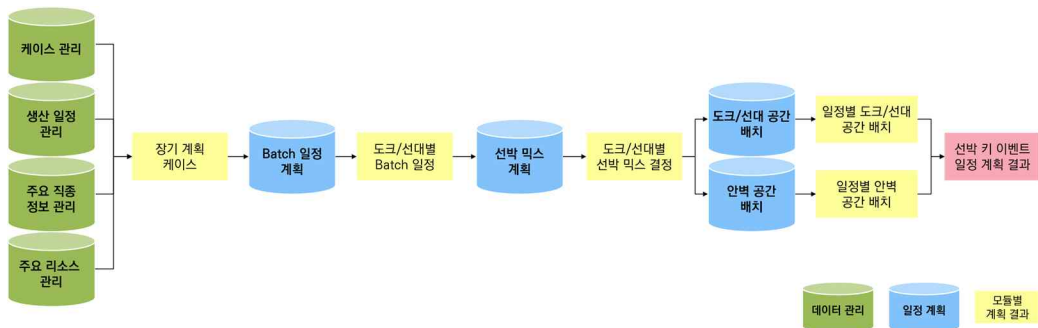 케이스 관리
생산 일정
관리
주요 직종
정보 관리
주요 리소스
관리
장기 계획
케이스
Batch 일정
계획
도크/선대별
Batch 일정
선박 믹스
계획
도크/선대별
선박 믹스 결정
도크/선대 공간
배치
일정별 도크/선대
공간 배치
안벽 공간
배치
일정별 안벽
공간 배치
선박 키 이벤트
일정 계획 결과
데이터 관리
일정 계획
모듈별
계획 결과